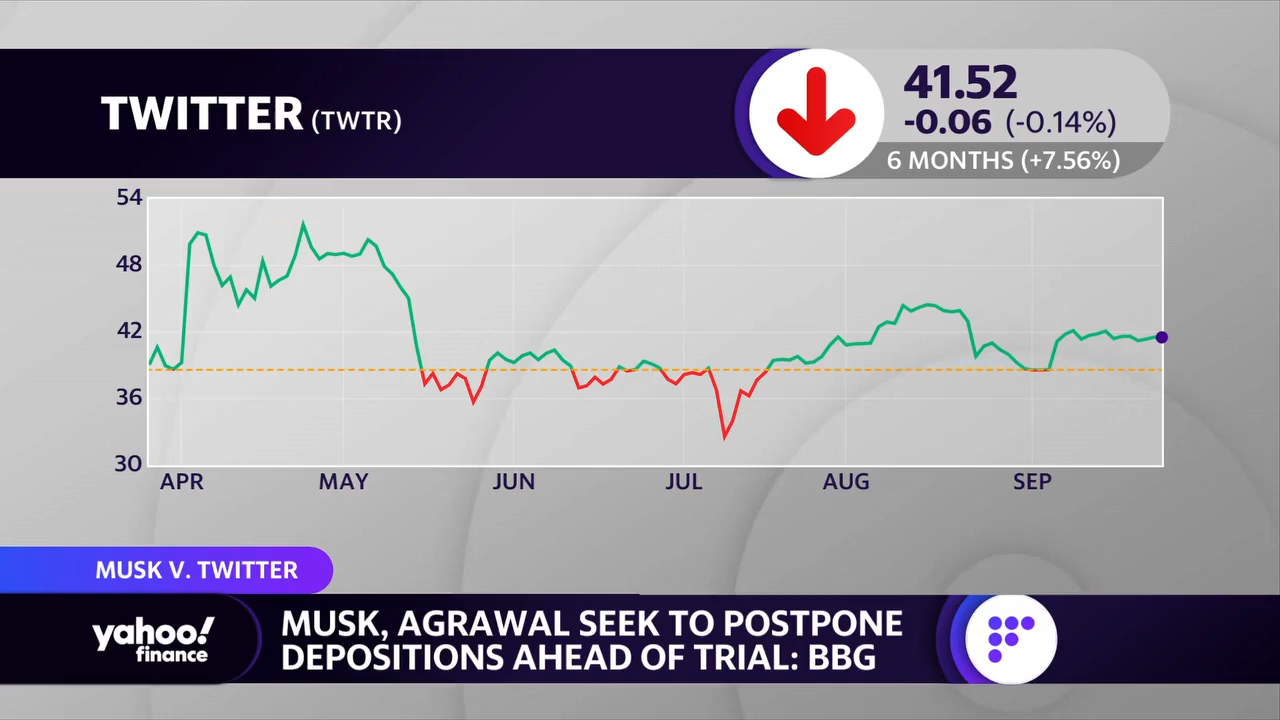 TWITTER (TWTR)
41.52
-0.06 (-0.14%)
6 MONTHS (+7.56%)
54
48
42
36
30
APR MAY JUN JUL AUG SEP
MUSK V. TWITTER
yahoo!
finance
MUSK, AGRAWAL SEEK TO POSTPONE
DEPOSITIONS AHEAD OF TRIAL: BBG